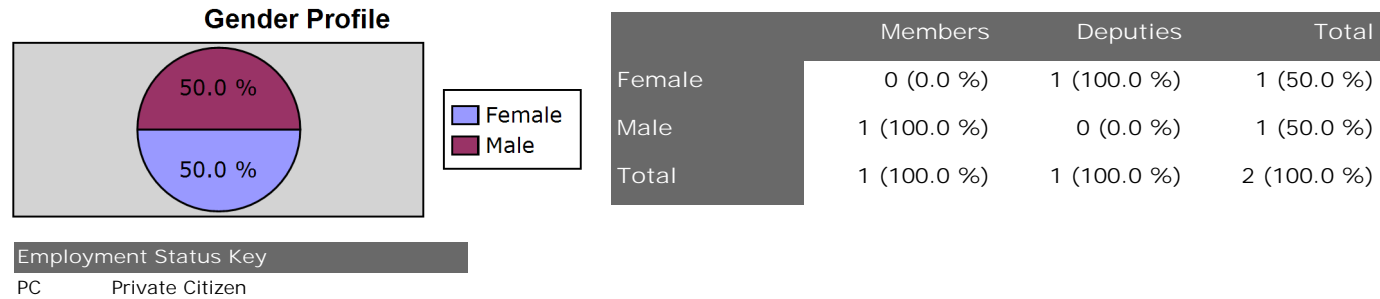 Gender Profile
50.0 %
50.0 %
Female
Male
Members Deputies Total
Female 0 (0.0 %) 1 (100.0 %) 1 (50.0 %)
Male 1 (100.0 %) 0 (0.0 %) 1 (50.0 %)
Total 1 (100.0 %) 1 (100.0 %) 2 (100.0 %)
Employment Status Key
PC Private Citizen